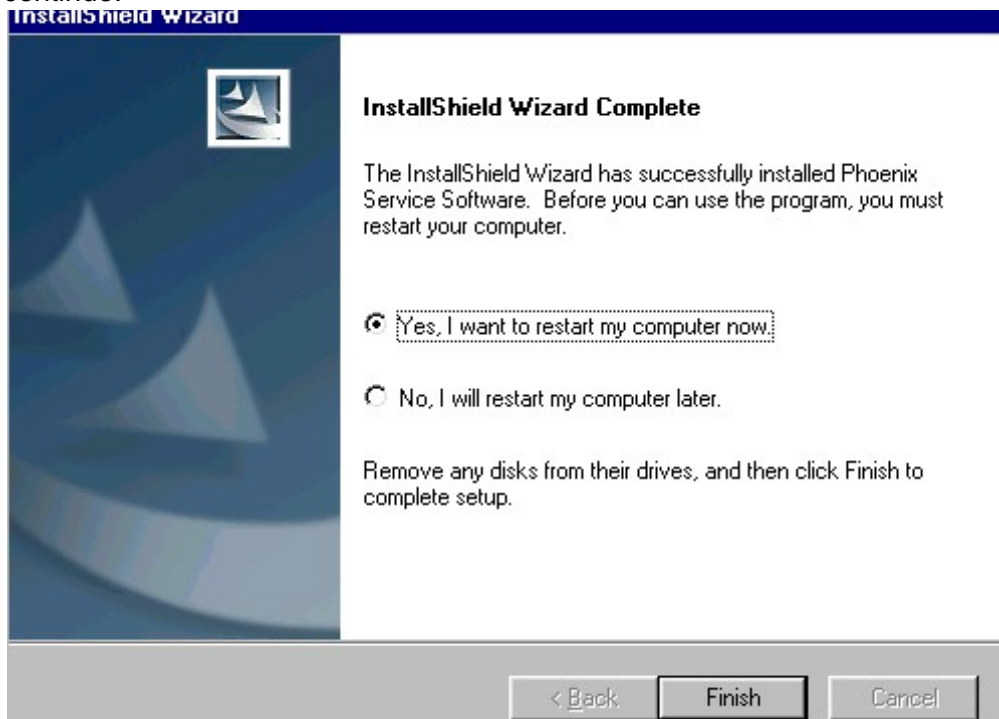 continue.
InstallShield Wizard
InstallShield Wizard Complete
The InstallShield Wizard has successfully installed Phoenix
Service Software. Before you can use the program, you must
restart your computer.
Yes, I want to restart my computer now.
No, I will restart my computer later.
Remove any disks from their drives, and then click Finish to
complete setup.
< Back
Finish
Cancel